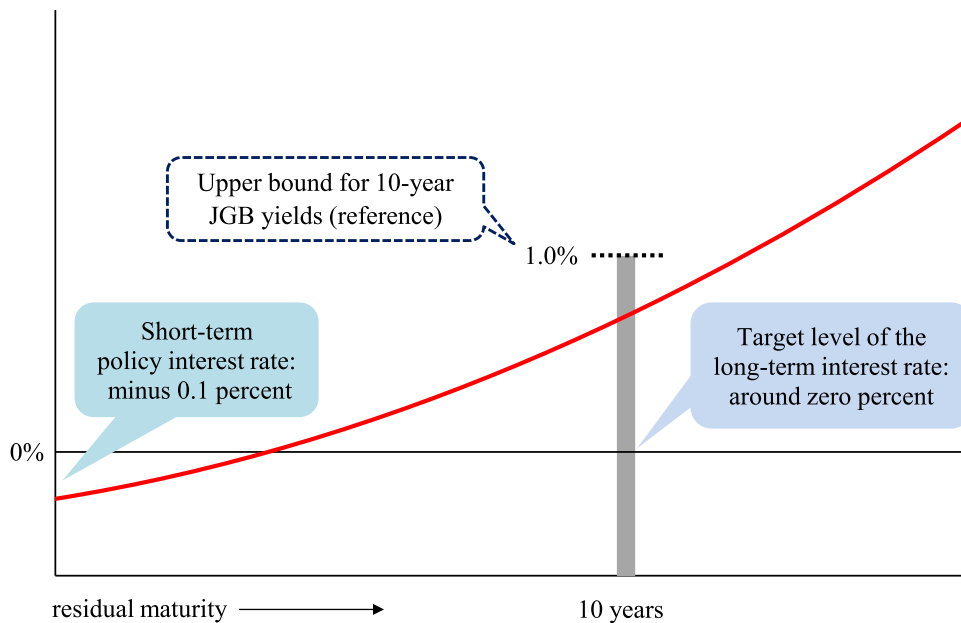 Upper bound for 10-year
JGB yields (reference)
1.0%
Short-term
policy interest rate:
minus 0.1 percent
Target level of the
long-term interest rate:
around zero percent
0%
residual maturity
10 years